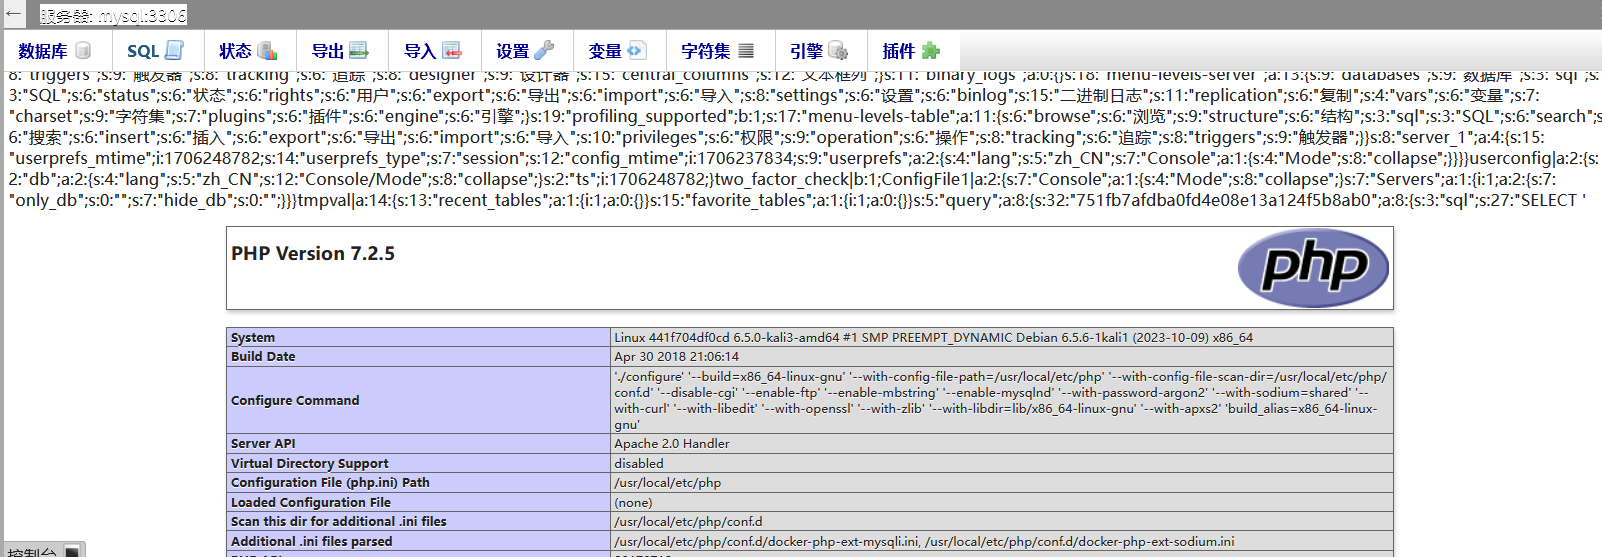 ←
服务器: mysql:3306
数据库 SQL 状态 导出 导入 设置 变量 字符集 引擎 插件
8:"triggers";s:9:"触发器";s:8:"tracking";s:6:"追踪";s:8:"designer";s:9:"设计器";s:15:"central_columns";s:12:"文本框列";}s:11:"binary_logs";a:0:{}s:18:"menu-levels-server";a:13:{s:9:"databases";s:9:"数据库";s:3:"sql";s:
3:"SQL";s:6:"status";s:6:"状态";s:6:"rights";s:6:"用户";s:6:"export";s:6:"导出";s:6:"import";s:6:"导入";s:8:"settings";s:6:"设置";s:6:"binlog";s:15:"二进制日志";s:11:"replication";s:6:"复制";s:4:"vars";s:6:"变量";s:7:
"charset";s:9:"字符集";s:7:"plugins";s:6:"插件";s:6:"engine";s:6:"引擎";}s:19:"profiling_supported";b:1;s:17:"menu-levels-table";a:11:{s:6:"browse";s:6:"浏览";s:9:"structure";s:6:"结构";s:3:"sql";s:3:"SQL";s:6:"search";s
6:"搜索";s:6:"insert";s:6:"插入";s:6:"export";s:6:"导出";s:6:"import";s:6:"导入";s:10:"privileges";s:6:"权限";s:9:"operation";s:6:"操作";s:8:"tracking";s:6:"追踪";s:8:"triggers";s:9:"触发器";}}s:8:"server_1";a:4:{s:15:
"userprefs_mtime";i:1706248782;s:14:"userprefs_type";s:7:"session";s:12:"config_mtime";i:1706237834;s:9:"userprefs";a:2:{s:4:"lang";s:5:"zh_CN";s:7:"Console";a:1:{s:4:"Mode";s:8:"collapse";}}}}userconfig|a:2:{s:
2:"db";a:2:{s:4:"lang";s:5:"zh_CN";s:12:"Console/Mode";s:8:"collapse";}s:2:"ts";i:1706248782;}two_factor_check|b:1;ConfigFile1|a:2:{s:7:"Console";a:1:{s:4:"Mode";s:8:"collapse";}s:7:"Servers";a:1:{i:1;a:2:{s:7:
"only_db";s:0:"";s:7:"hide_db";s:0:"";}}}tmpval|a:14:{s:13:"recent_tables";a:1:{i:1;a:0:{}}s:15:"favorite_tables";a:1:{i:1;a:0:{}}s:5:"query";a:8:{s:32:"751fb7afdba0fd4e08e13a124f5b8ab0";a:8:{s:3:"sql";s:27:"SELECT '
PHP Version 7.2.5
php
System Linux 441f704df0cd 6.5.0-kali3-amd64 #1 SMP PREEMPT_DYNAMIC Debian 6.5.6-1kali1 (2023-10-09) x86_64
Build Date Apr 30 2018 21:06:14
Configure Command './configure' '--build=x86_64-linux-gnu' '--with-config-file-path=/usr/local/etc/php' '--with-config-file-scan-dir=/usr/local/etc/php/
conf.d' '--disable-cgi' '--enable-ftp' '--enable-mbstring' '--enable-mysqlnd' '--with-password-argon2' '--with-sodium=shared' '--
with-curl' '--with-libedit' '--with-openssl' '--with-zlib' '--with-libdir=lib/x86_64-linux-gnu' '--with-apxs2' 'build_alias=x86_64-linux-
gnu'
Server API Apache 2.0 Handler
Virtual Directory Support disabled
Configuration File (php.ini) Path /usr/local/etc/php
Loaded Configuration File (none)
Scan this dir for additional .ini files /usr/local/etc/php/conf.d
Additional .ini files parsed /usr/local/etc/php/conf.d/docker-php-ext-mysqli.ini, /usr/local/etc/php/conf.d/docker-php-ext-sodium.ini
控制台